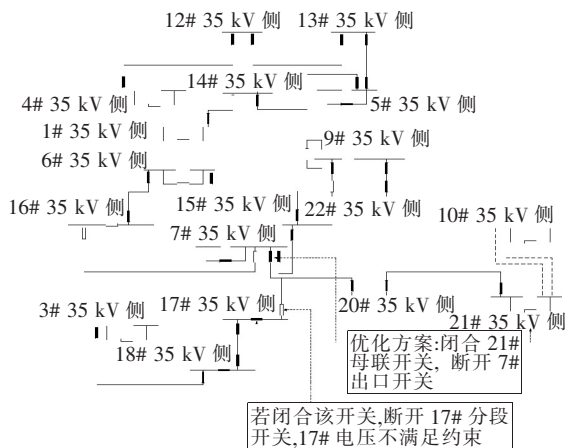 12# 35 kV 侧
13# 35 kV 侧
14# 35 kV 侧
4# 35 kV 侧
5# 35 kV 侧
1# 35 kV 侧
9# 35 kV 侧
6# 35 kV 侧
16# 35 kV 侧
15# 35 kV 侧
22# 35 kV 侧
10# 35 kV 侧
7# 35 kV 侧
3# 35 kV 侧
17# 35 kV 侧
20# 35 kV 侧
21# 35 kV 侧
18# 35 kV 侧
优化方案:闭合 21#
母联开关, 断开 7#
出口开关
若闭合该开关,断开 17# 分段
开关,17# 电压不满足约束